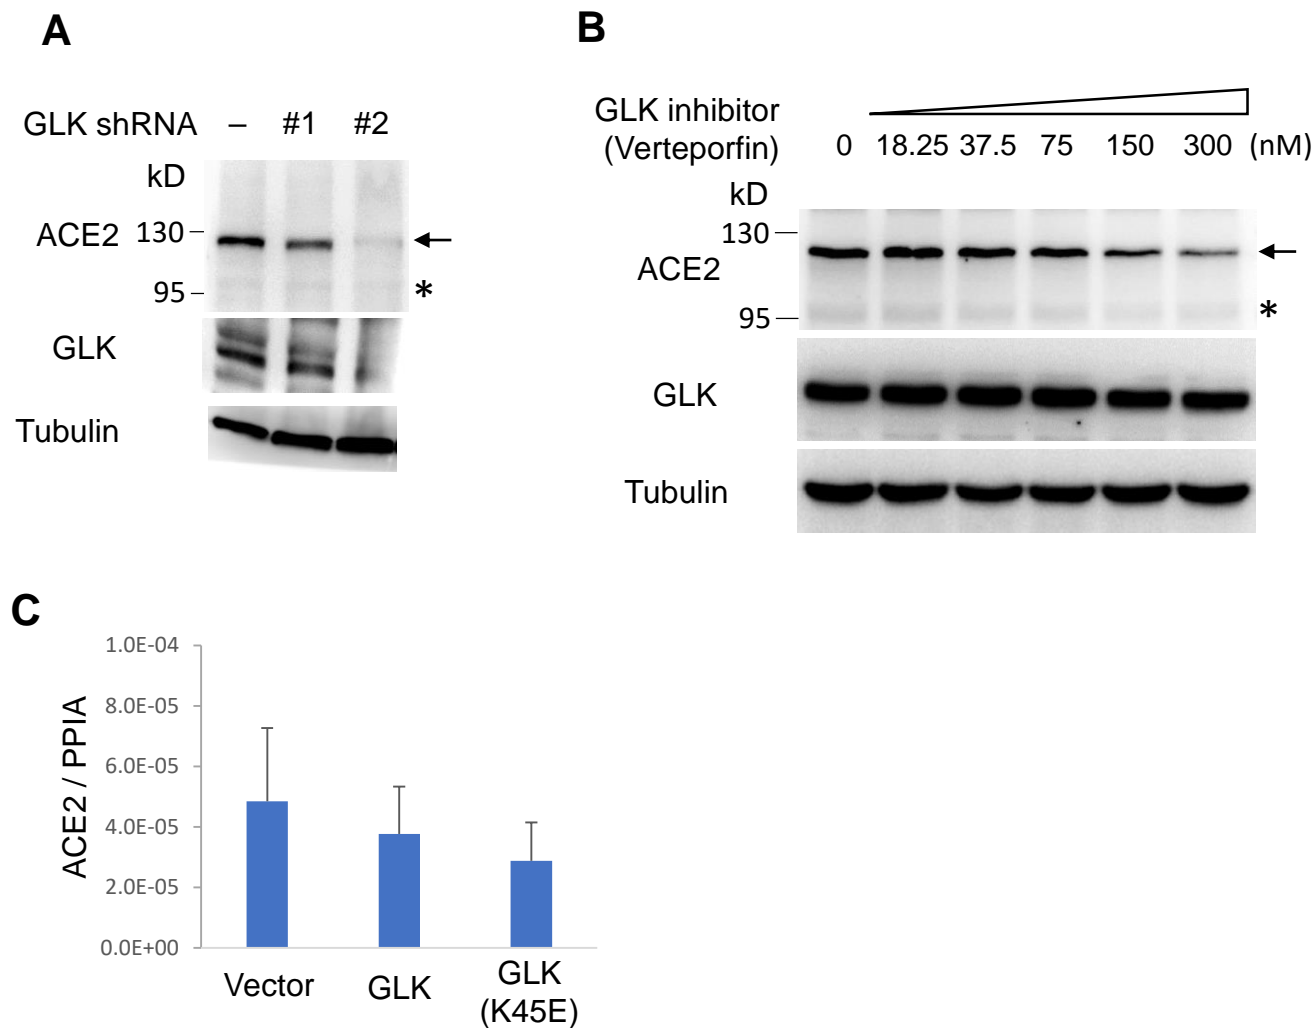 A
GLK shRNA – #1 #2
kD
ACE2 130
95 *
GLK
Tubulin
B
GLK inhibitor
(Verteporfin) 0 18.25 37.5 75 150 300 (nM)
kD
130
ACE2
95 *
GLK
Tubulin
C
ACE2 / PPIA
1.0E-04
8.0E-05
6.0E-05
4.0E-05
2.0E-05
0.0E+00
Vector GLK GLK
(K45E)